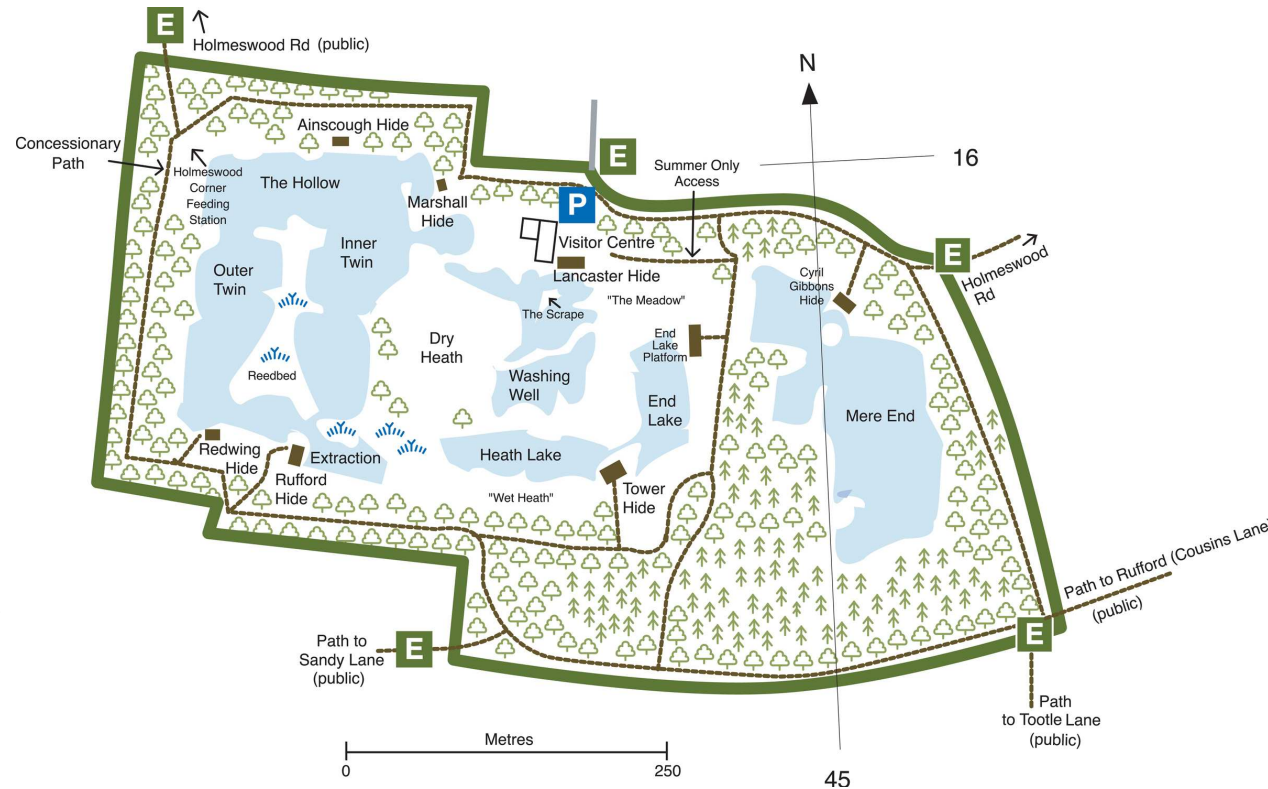 E
Holmeswood Rd (public)
N
Ainscough Hide
Concessionary
Path
E
16
Summer Only
Access
Holmeswood
Corner
Feeding
Station
The Hollow
Marshall
Hide
P
Visitor Centre
Lancaster Hide
E
Holmeswood
Rd
Inner
Twin
Outer
Twin
Cyril
Gibbons
Hide
"The Meadow"
The Scrape
End
Lake
Platform
Dry
Heath
Reedbed
Washing
Well
End
Lake
Mere End
Redwing
Hide
Extraction
Heath Lake
Rufford
Hide
"Wet Heath"
Tower
Hide
Path to Rufford (Cousins Lane)
(public)
E
Path to
Sandy Lane
(public)
E
Path
to Tootle Lane
(public)
Metres
0
250
45